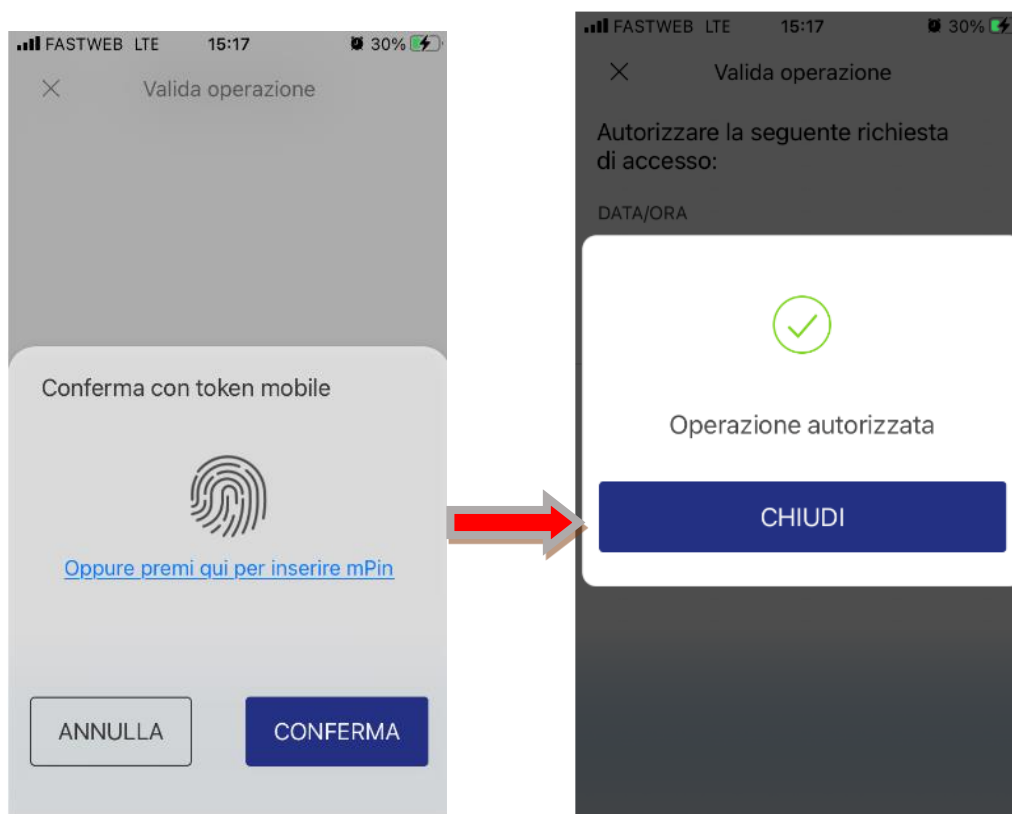 FASTWEB LTE 15:17 30%
Valida operazione
Conferma con token mobile
Oppure premi qui per inserire mPin
ANNULLA CONFERMA
FASTWEB LTE 15:17 30%
Valida operazione
Autorizzare la seguente richiesta
di accesso:
DATA/ORA
Operazione autorizzata
CHIUDI